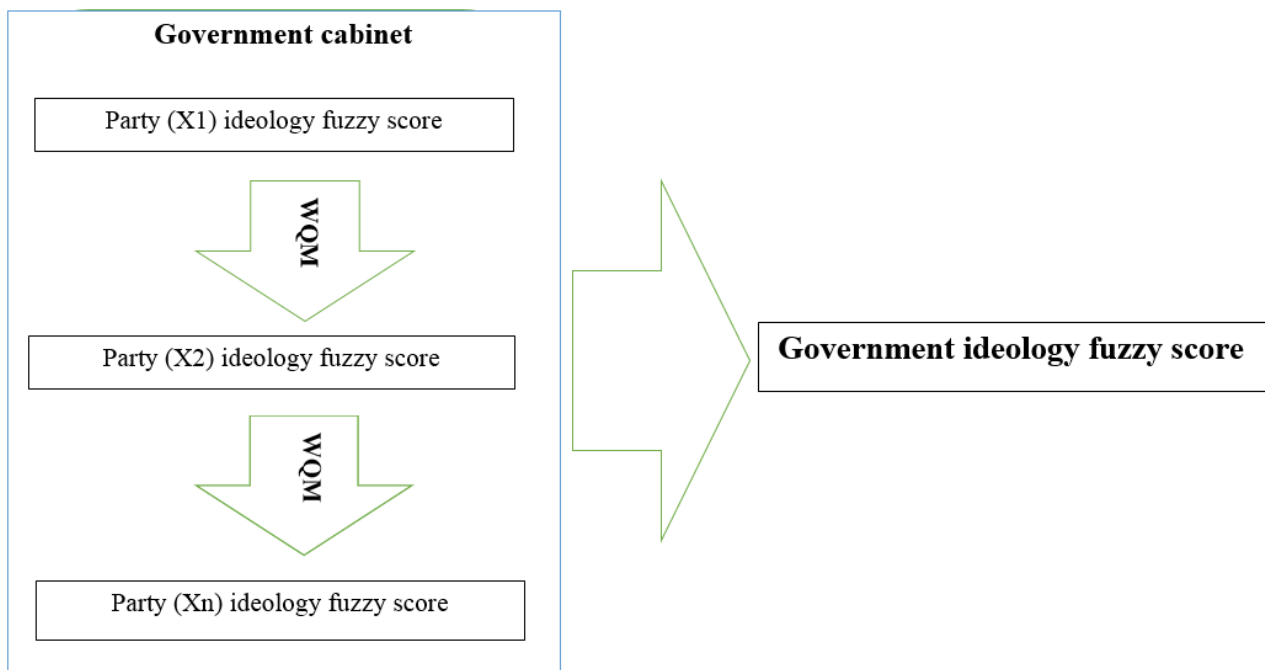 Government cabinet
Party (X1) ideology fuzzy score
WQM
Party (X2) ideology fuzzy score
WQM
Party (Xn) ideology fuzzy score
Government ideology fuzzy score